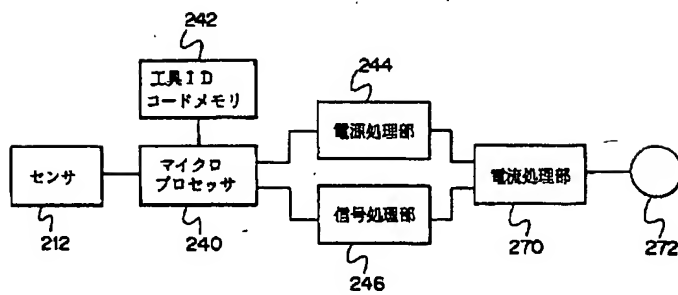 242
工具ID
コードメモリ
244
電源処理部
センサ
マイクロ
プロセッサ
電流処理部
信号処理部
212
240
246
270
272